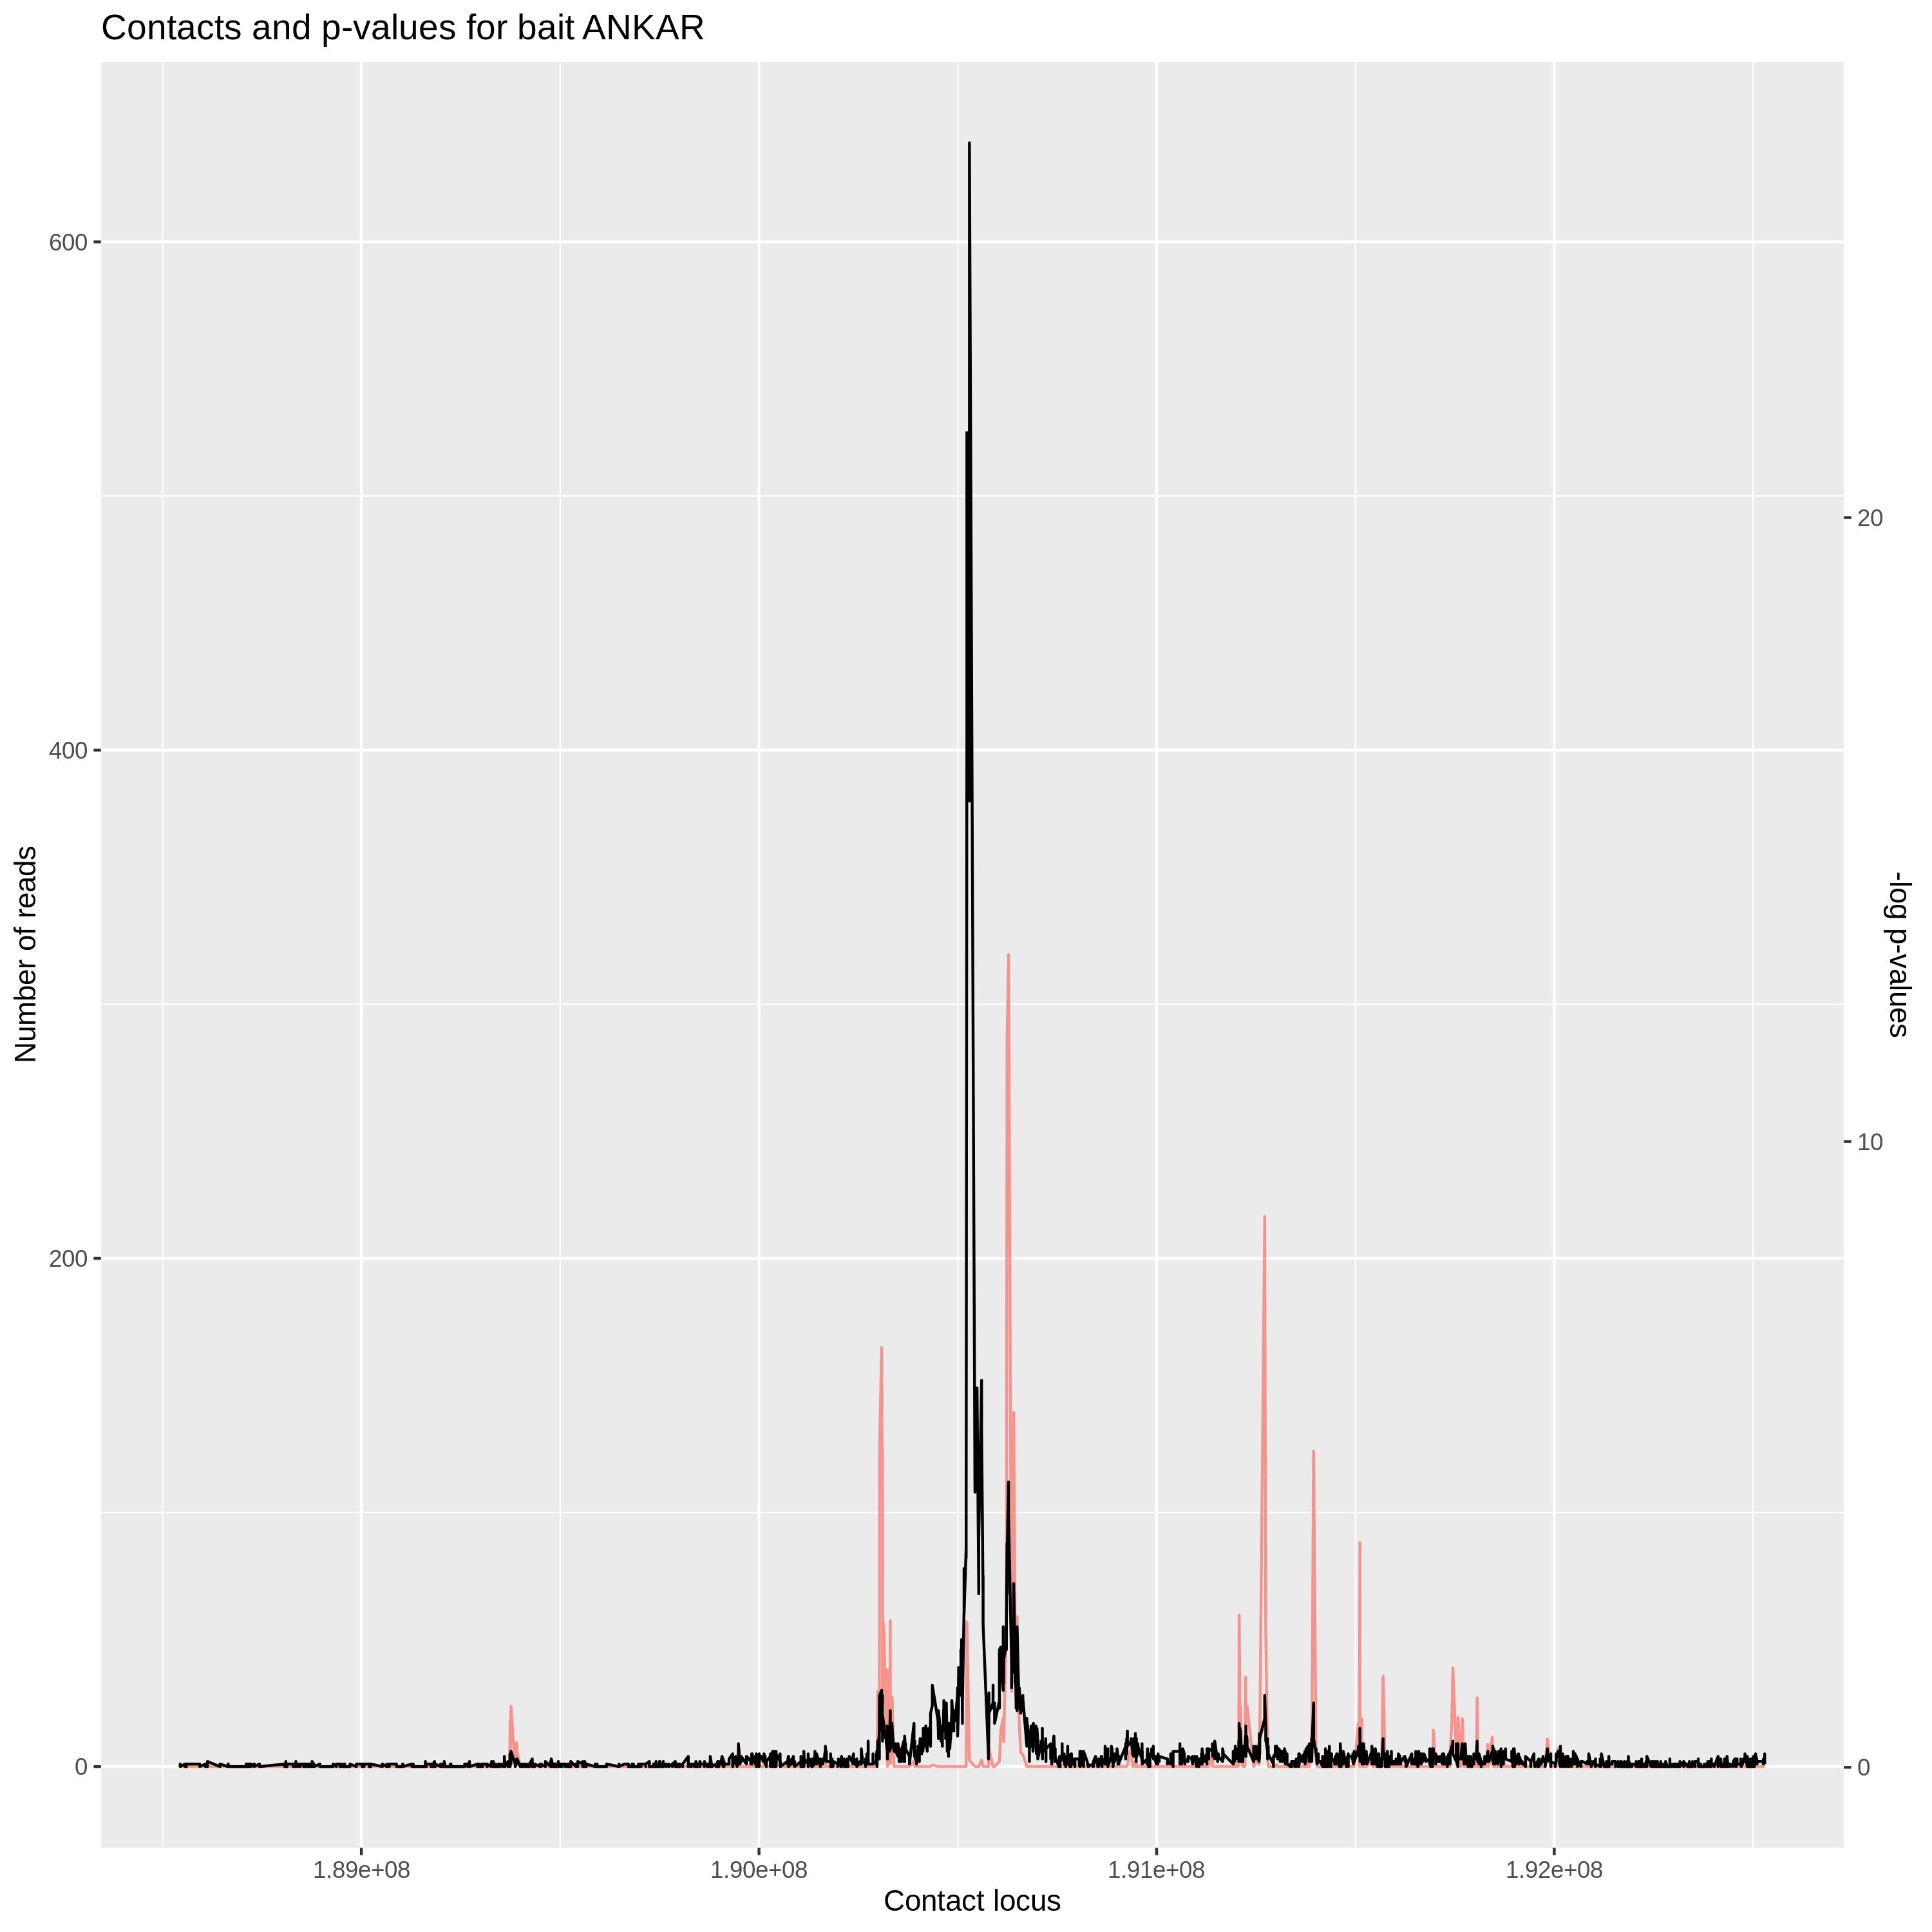 Contacts and p-values for bait ANKAR
600
400
200
0
Number of reads
20
10
0
-log p-values
1.89e+08
1.90e+08
1.91e+08
1.92e+08
Contact locus